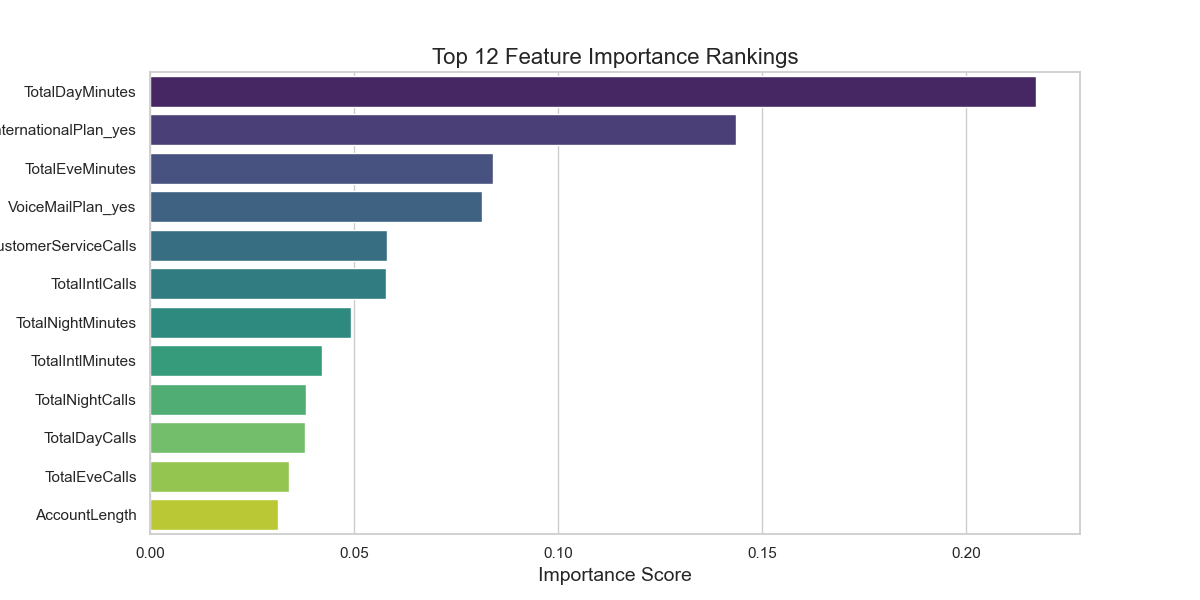 Top 12 Feature Importance Rankings
TotalDayMinutes
nternationalPlan_yes
TotalEveMinutes
VoiceMailPlan_yes
ustomerServiceCalls
TotalIntlCalls
TotalNightMinutes
TotalIntlMinutes
TotalNightCalls
TotalDayCalls
TotalEveCalls
AccountLength
0.00 0.05 0.10 0.15 0.20
Importance Score